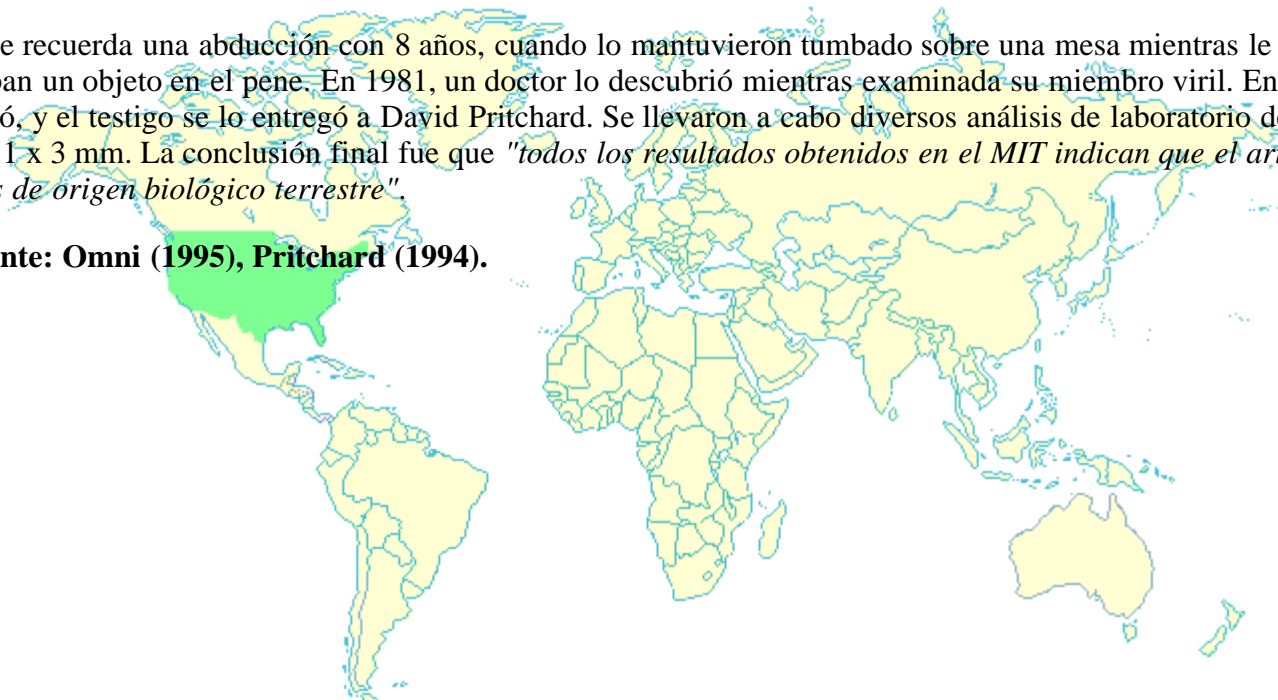 e recuerda una abducción con 8 años, cuando lo mantuvieron tumbado sobre una mesa mientras le
ban un objeto en el pene. En 1981, un doctor lo descubrió mientras examinada su miembro viril. En
ó, y el testigo se lo entregó a David Pritchard. Se llevaron a cabo diversos análisis de laboratorio de
1 x 3 mm. La conclusión final fue que "todos los resultados obtenidos en el MIT indican que el ar
s de origen biológico terrestre".
nte: Omni (1995), Pritchard (1994).